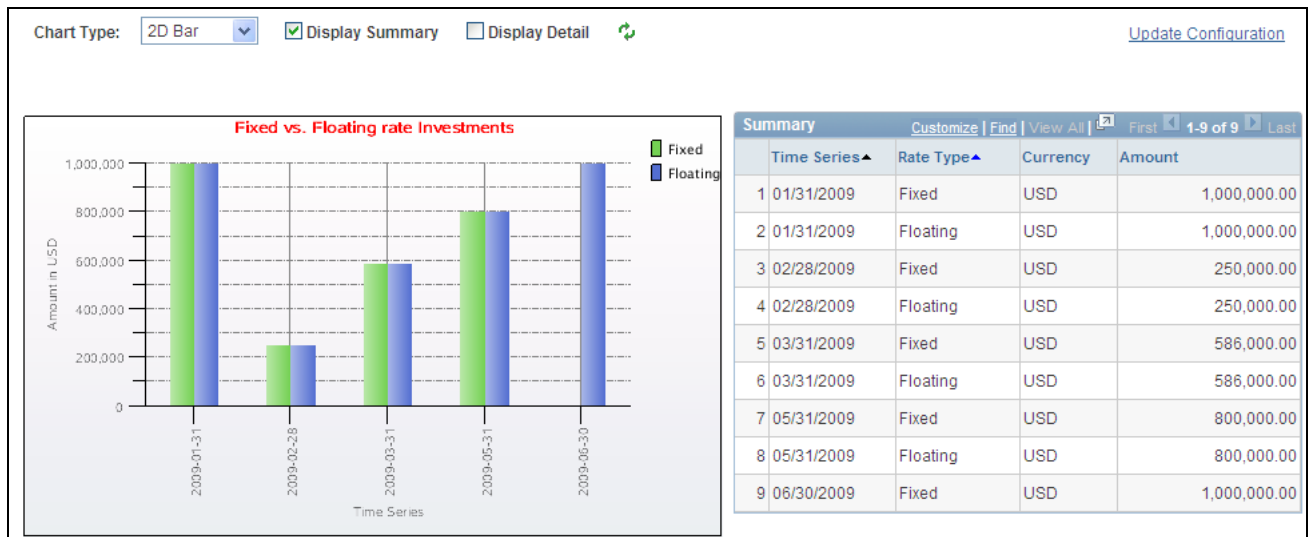 Chart Type: 2D Bar Display Summary Display Detail Update Configuration
Fixed vs. Floating rate Investments
Fixed
Floating
1,000,000
800,000
600,000
400,000
200,000
0
Amount in USD
2009-01-31
2009-02-28
2009-03-31
2009-05-31
2009-06-30
Time Series
Summary Customize | Find | View All | First 1-9 of 9 Last
Time Series Rate Type Currency Amount
1 01/31/2009 Fixed USD 1,000,000.00
2 01/31/2009 Floating USD 1,000,000.00
3 02/28/2009 Fixed USD 250,000.00
4 02/28/2009 Floating USD 250,000.00
5 03/31/2009 Fixed USD 586,000.00
6 03/31/2009 Floating USD 586,000.00
7 05/31/2009 Fixed USD 800,000.00
8 05/31/2009 Floating USD 800,000.00
9 06/30/2009 Fixed USD 1,000,000.00